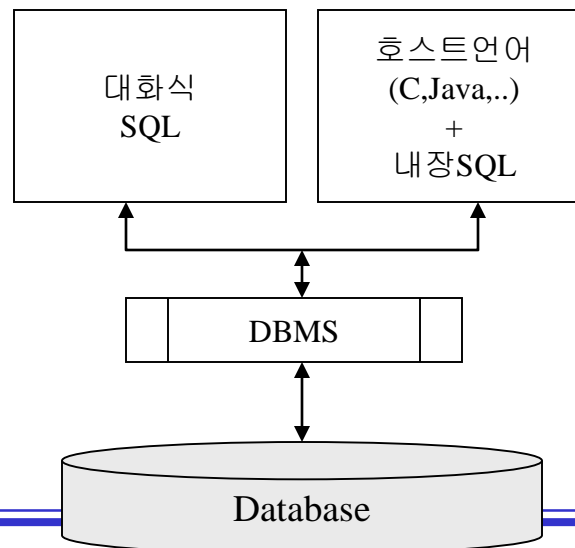 대화식
SQL
호스트언어
(C,Java,..)
+
내장SQL
DBMS
Database